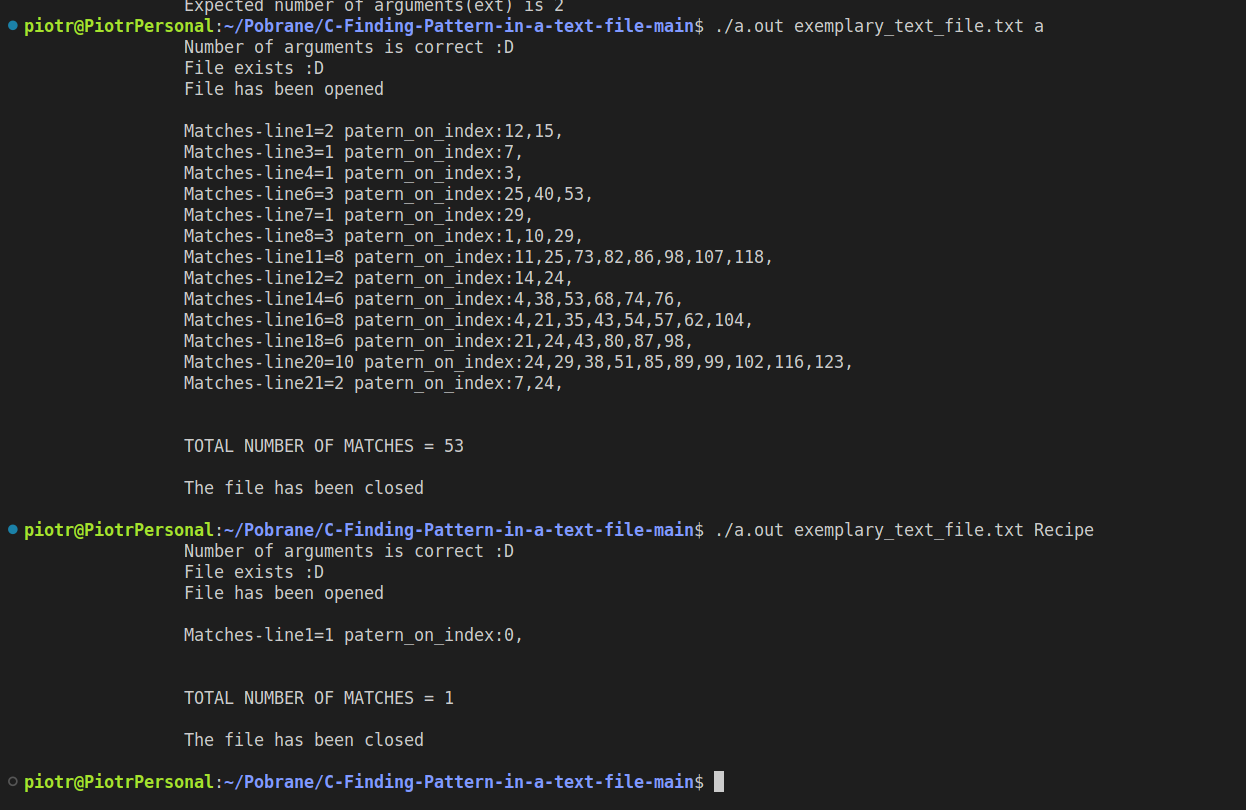 Expected number of arguments(ext) is 2
piotr@PiotrPersonal:~/Pobrane/C-Finding-Pattern-in-a-text-file-main$ ./a.out exemplary_text_file.txt a
Number of arguments is correct :D
File exists :D
File has been opened
Matches-line1=2 patern_on_index:12,15,
Matches-line3=1 patern_on_index:7,
Matches-line4=1 patern_on_index:3,
Matches-line6=3 patern_on_index:25,40,53,
Matches-line7=1 patern_on_index:29,
Matches-line8=3 patern_on_index:1,10,29,
Matches-line11=8 patern_on_index:11,25,73,82,86,98,107,118,
Matches-line12=2 patern_on_index:14,24,
Matches-line14=6 patern_on_index:4,38,53,68,74,76,
Matches-line16=8 patern_on_index:4,21,35,43,54,57,62,104,
Matches-line18=6 patern_on_index:21,24,43,80,87,98,
Matches-line20=10 patern_on_index:24,29,38,51,85,89,99,102,116,123,
Matches-line21=2 patern_on_index:7,24,
TOTAL NUMBER OF MATCHES = 53
The file has been closed
piotr@PiotrPersonal:~/Pobrane/C-Finding-Pattern-in-a-text-file-main$ ./a.out exemplary_text_file.txt Recipe
Number of arguments is correct :D
File exists :D
File has been opened
Matches-line1=1 patern_on_index:0,
TOTAL NUMBER OF MATCHES = 1
The file has been closed
piotr@PiotrPersonal:~/Pobrane/C-Finding-Pattern-in-a-text-file-main$